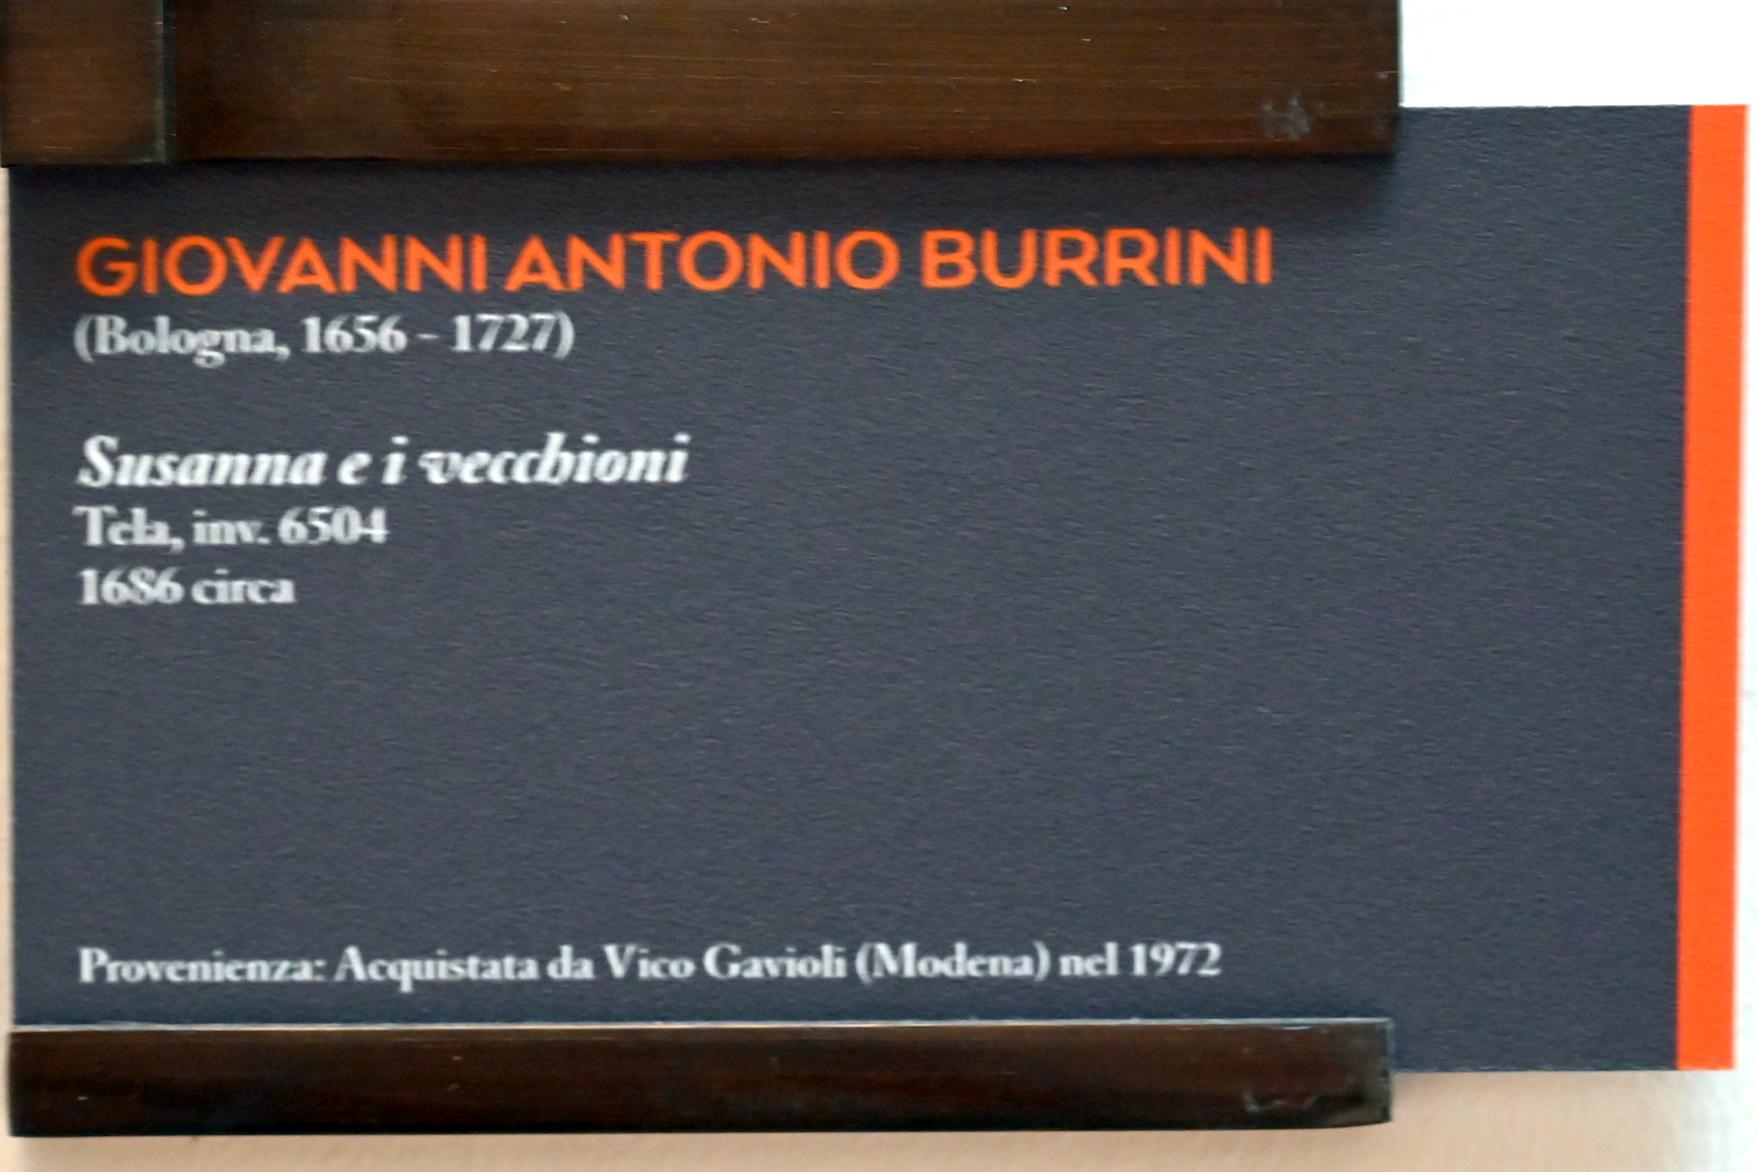 GIOVANNI ANTONIO BURRINI
(Bologna, 1656 - 1727)
Susanna e i vecchioni
Tela, inv. 6504
1686 circa
Provenienza: Acquistata da Vico Gavioli (Modena) nel 1972